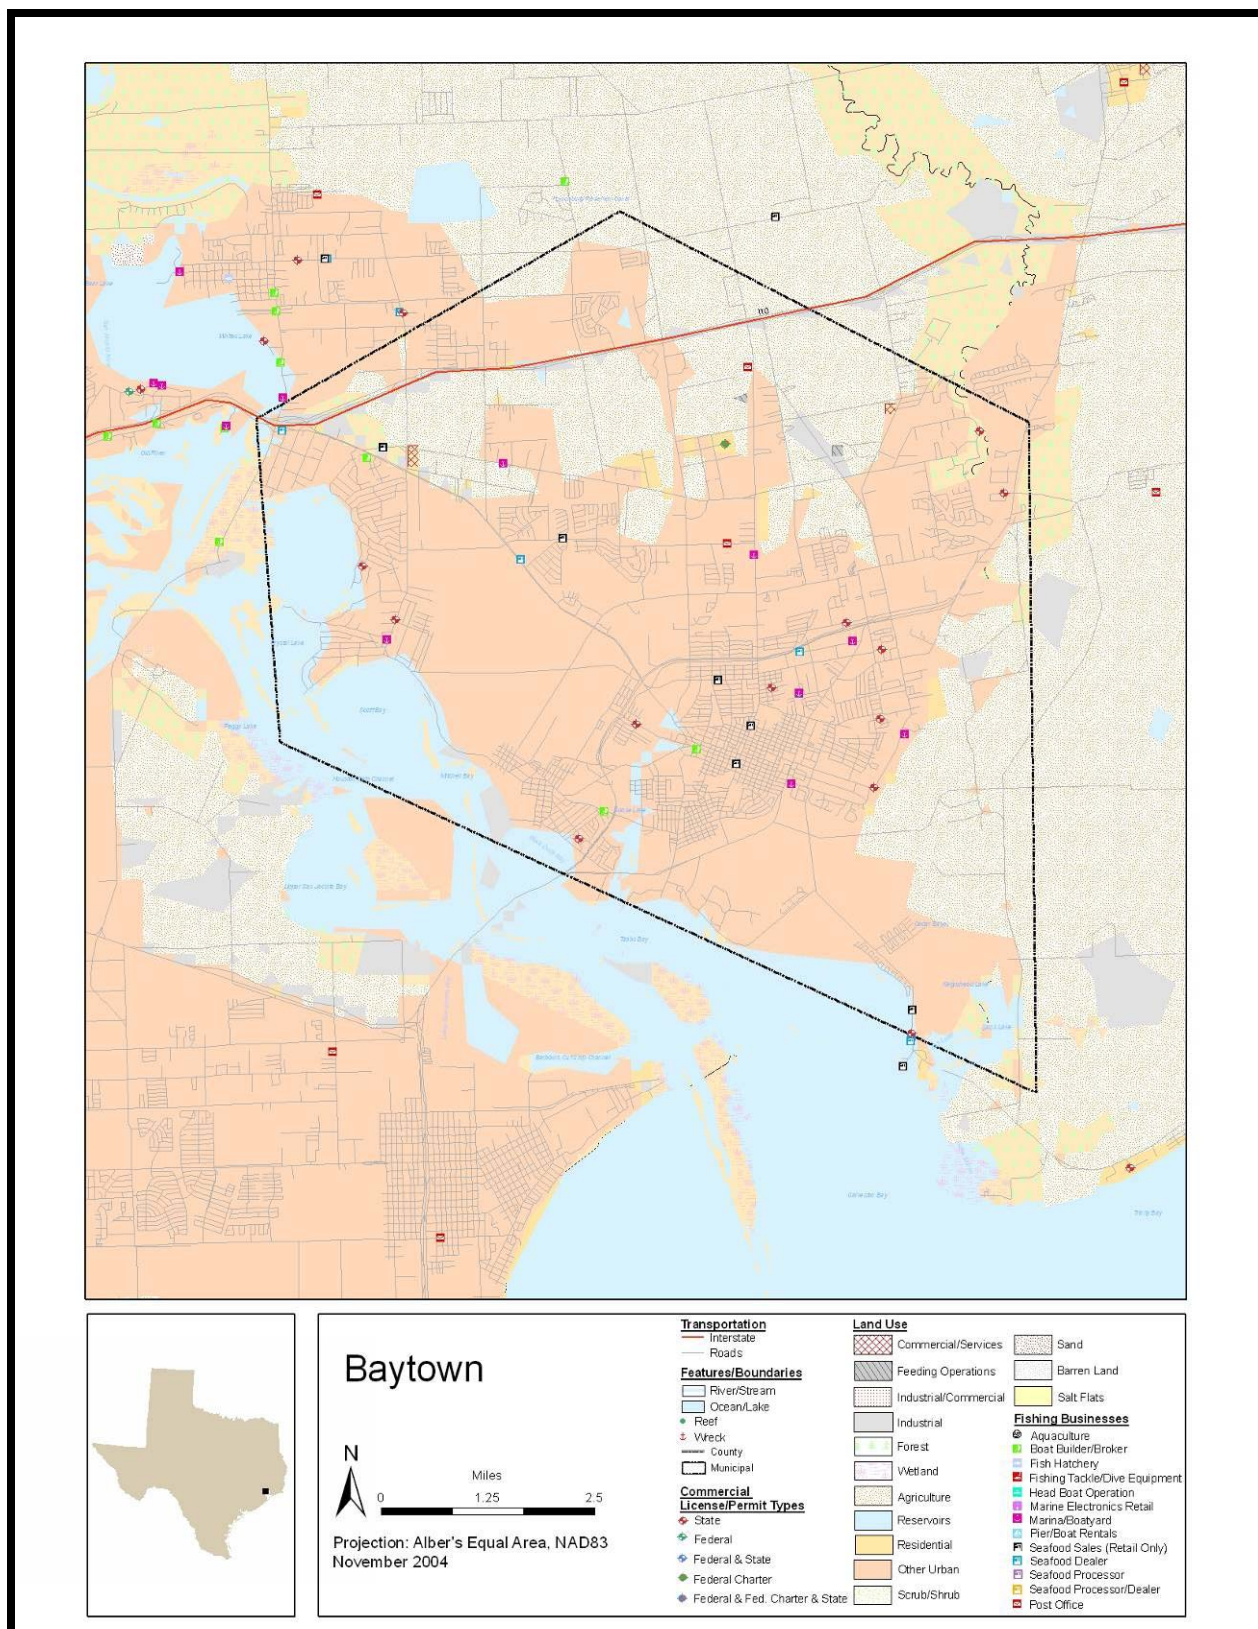 I10
Mitchell Bay
Tabbs Bay
Baytown
N
Miles
0 1.25 2.5
Projection: Alber's Equal Area, NAD83
November 2004
Transportation
Interstate
Roads
Features/Boundaries
River/Stream
Ocean/Lake
Reef
Wreck
County
Municipal
Commercial
License/Permit Types
State
Federal
Federal & State
Federal Charter
Federal & Fed. Charter & State
Land Use
Commercial/Services
Feeding Operations
Industrial/Commercial
Industrial
Forest
Wetland
Agriculture
Reservoirs
Residential
Other Urban
Scrub/Shrub
Sand
Barren Land
Salt Flats
Fishing Businesses
Aquaculture
Boat Builder/Broker
Fish Hatchery
Fishing Tackle/Dive Equipment
Head Boat Operation
Marine Electronics Retail
Marina/Boatyard
Pier/Boat Rentals
Seafood Sales (Retail Only)
Seafood Dealer
Seafood Processor
Seafood Processor/Dealer
Post Office